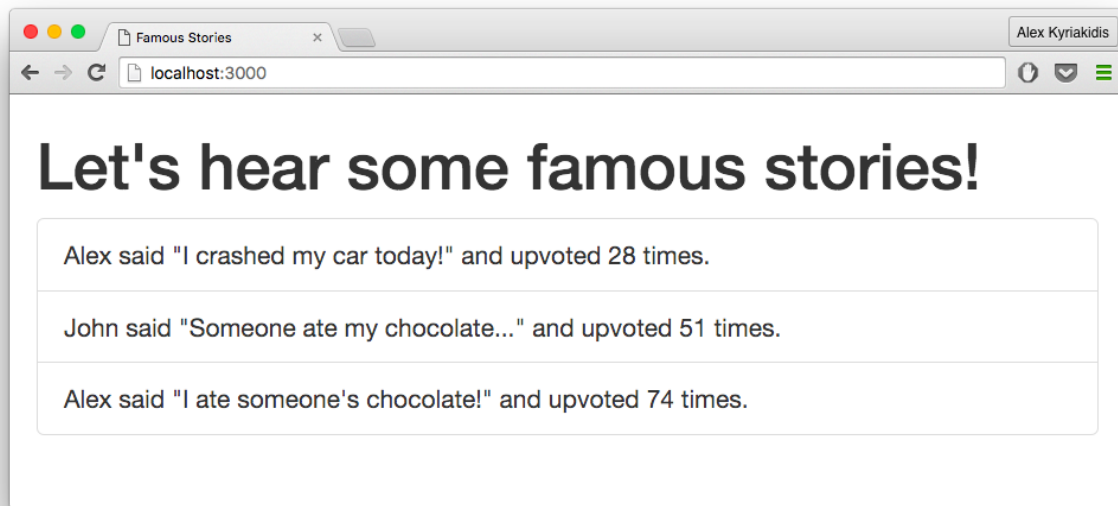 Famous Stories
Alex Kyriakidis
localhost:3000
Let's hear some famous stories!
Alex said "I crashed my car today!" and upvoted 28 times.
John said "Someone ate my chocolate..." and upvoted 51 times.
Alex said "I ate someone's chocolate!" and upvoted 74 times.